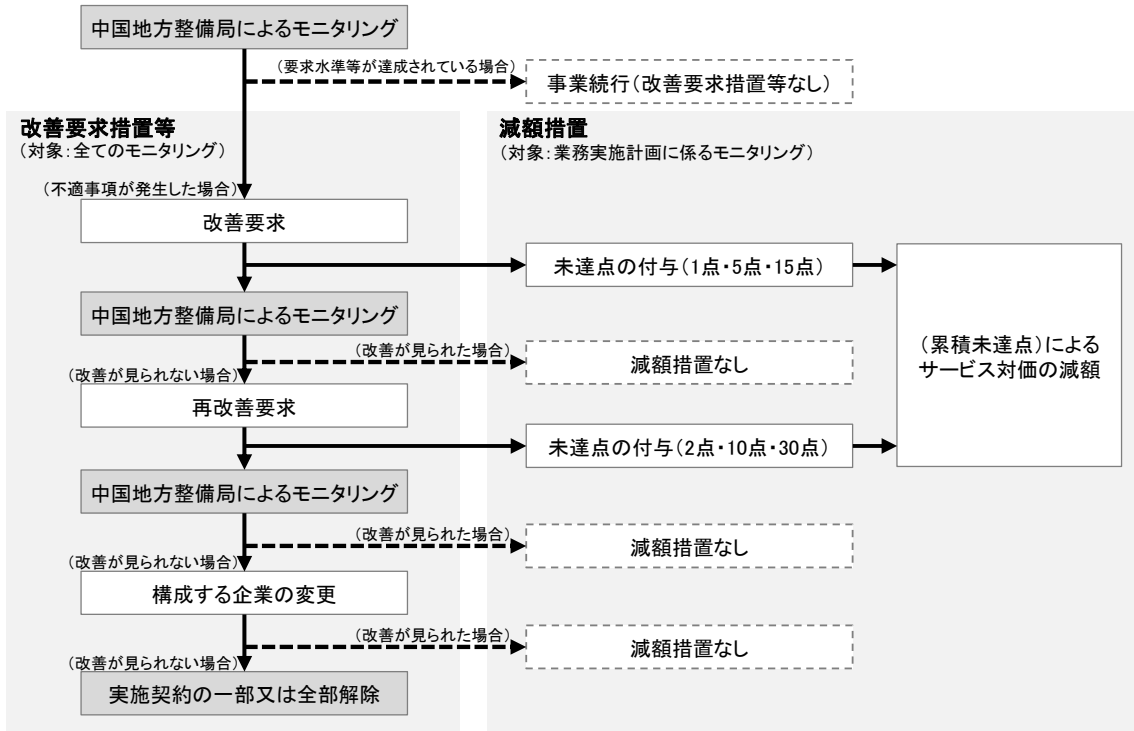 中国地方整備局によるモニタリング
（要求水準等が達成されている場合）
事業続行（改善要求措置等なし）
改善要求措置等
（対象：全てのモニタリング）
減額措置
（対象：業務実施計画に係るモニタリング）
（不適事項が発生した場合）
改善要求
未達点の付与（1点・5点・15点）
中国地方整備局によるモニタリング
（改善が見られた場合）
減額措置なし
（累積未達点）による
サービス対価の減額
（改善が見られない場合）
再改善要求
未達点の付与（2点・10点・30点）
中国地方整備局によるモニタリング
（改善が見られた場合）
減額措置なし
（改善が見られない場合）
構成する企業の変更
（改善が見られた場合）
減額措置なし
（改善が見られない場合）
実施契約の一部又は全部解除